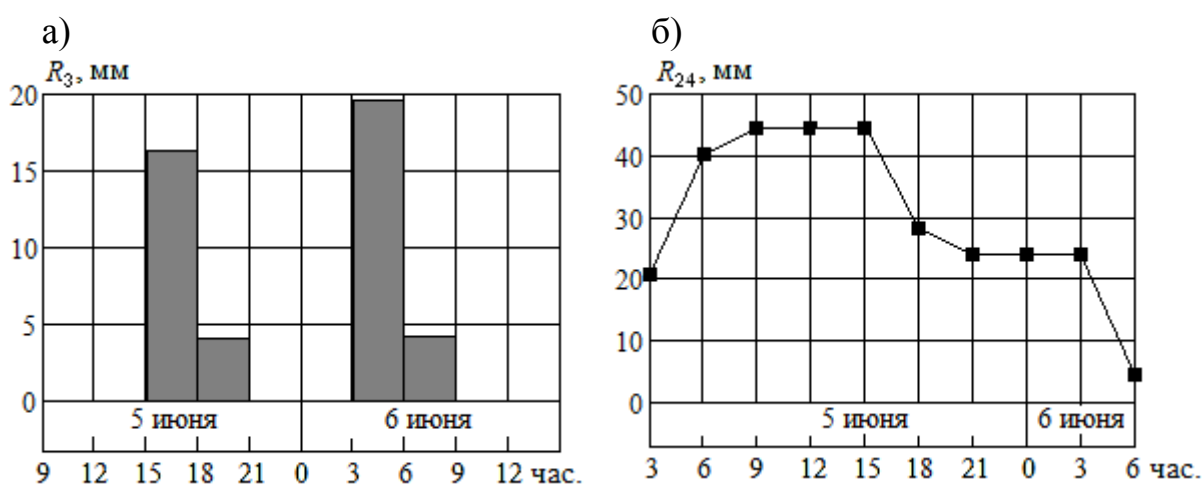 а)
R₃, мм
20
15
10
5
0
5 июня 6 июня
9 12 15 18 21 0 3 6 9 12 час.
б)
R₂₄, мм
50
40
30
20
10
0
5 июня 6 июня
3 6 9 12 15 18 21 0 3 6 час.